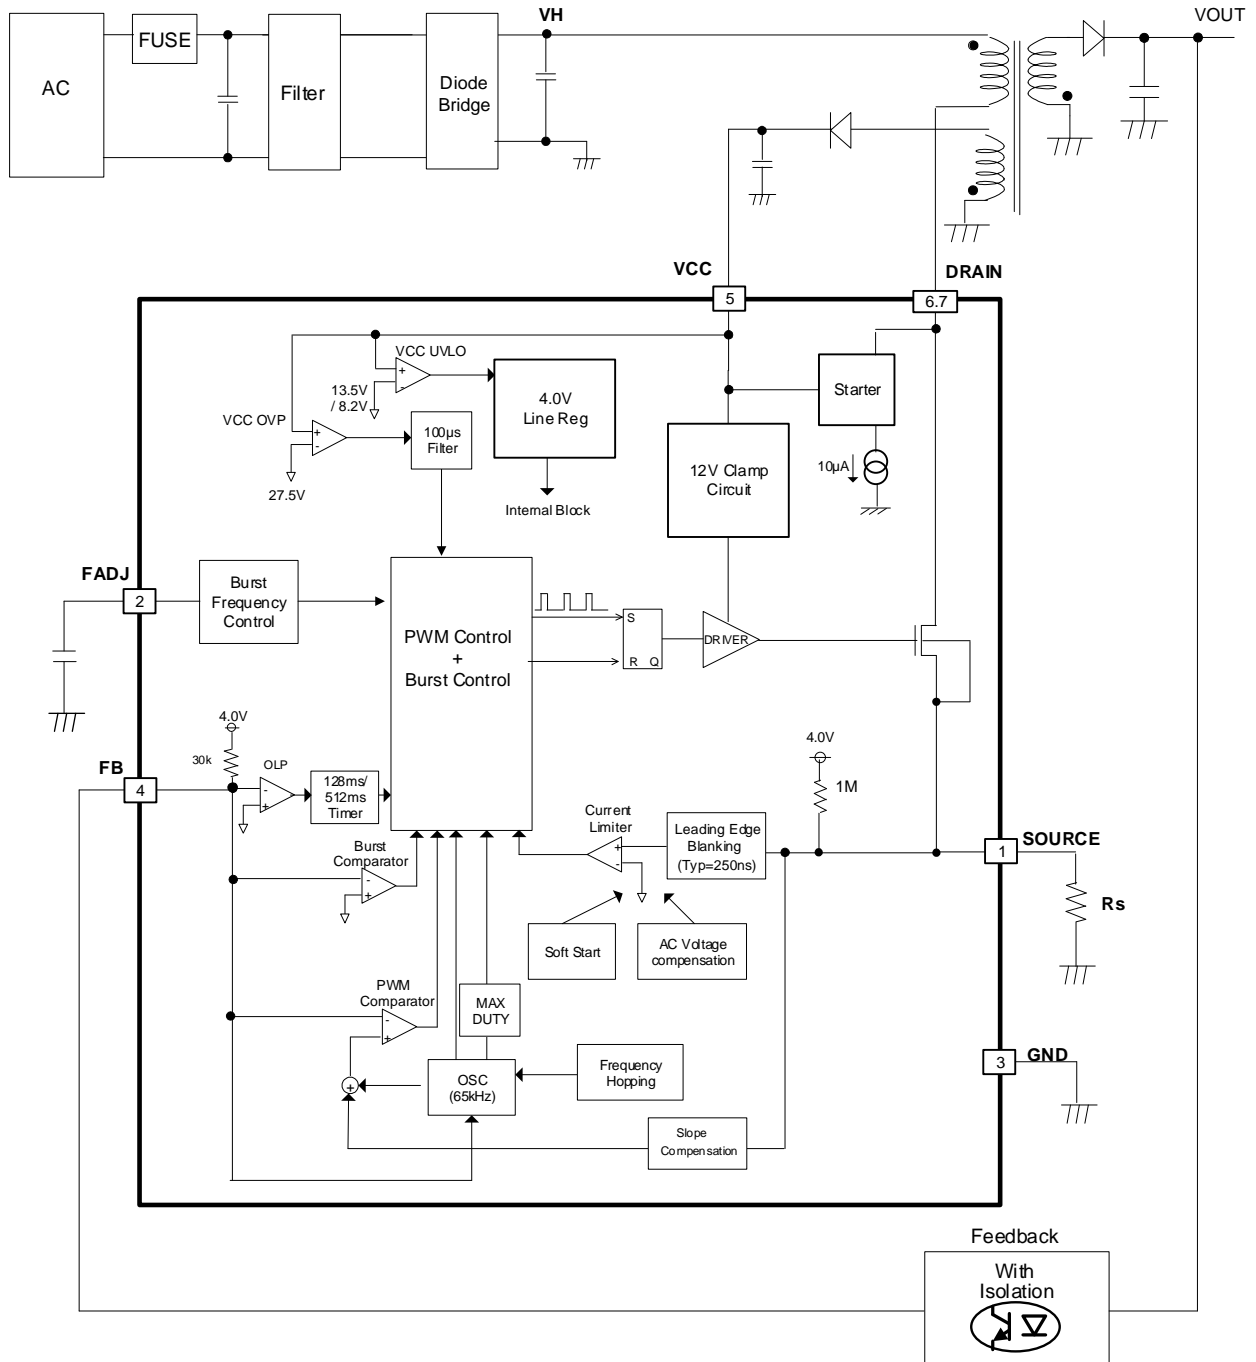 VH
VOUT
FUSE
AC
Filter
Diode
Bridge
VCC
DRAIN
5
6.7
VCC UVLO
+
-
13.5V
/ 8.2V
4.0V
Line Reg
Starter
VCC OVP
+
-
100µs
Filter
27.5V
12V Clamp
Circuit
10µA
Internal Block
FADJ
2
Burst
Frequency
Control
PWM Control
+
Burst Control
S
R Q
DRIVER
4.0V
30k
FB
4
OLP
-
+
128ms/
512ms
Timer
4.0V
1M
Current
Limiter
+
-
Leading Edge
Blanking
(Typ=250ns)
SOURCE
1
Burst
Comparator
-
+
Rs
Soft Start
AC Voltage
compensation
PWM
Comparator
-
+
MAX
DUTY
GND
3
+
OSC
(65kHz)
Frequency
Hopping
Slope
Compensation
Feedback
With
Isolation